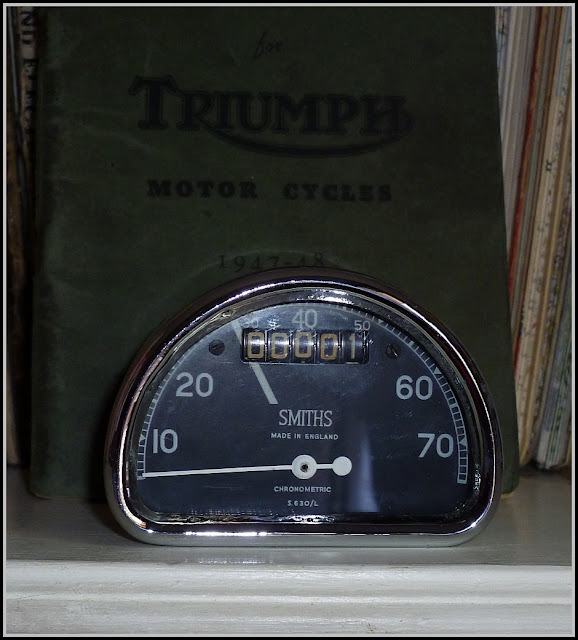 for
TRIUMPH
MOTOR CYCLES
1947-48
40
50
00001
20
60
SMITHS
MADE IN ENGLAND
10
70
CHRONOMETRIC
S.630/L